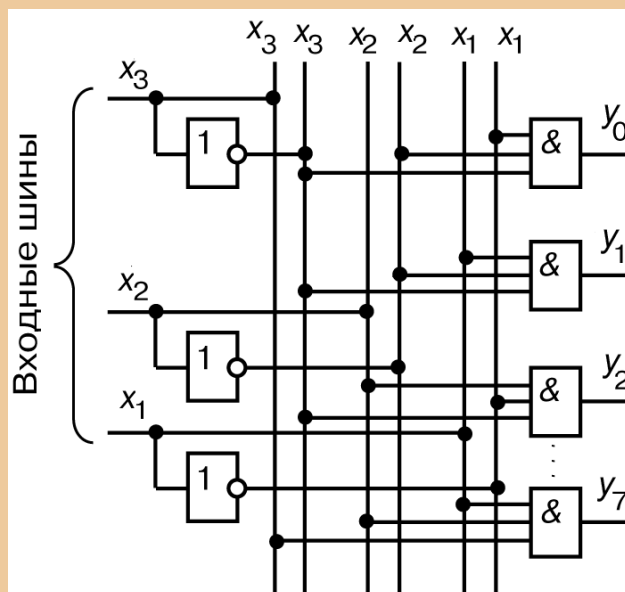 x3 x3 x2 x2 x1 x1
x3
1
&
y0
Входные шины
&
y1
x2
1
&
y2
x1
1
&
y7